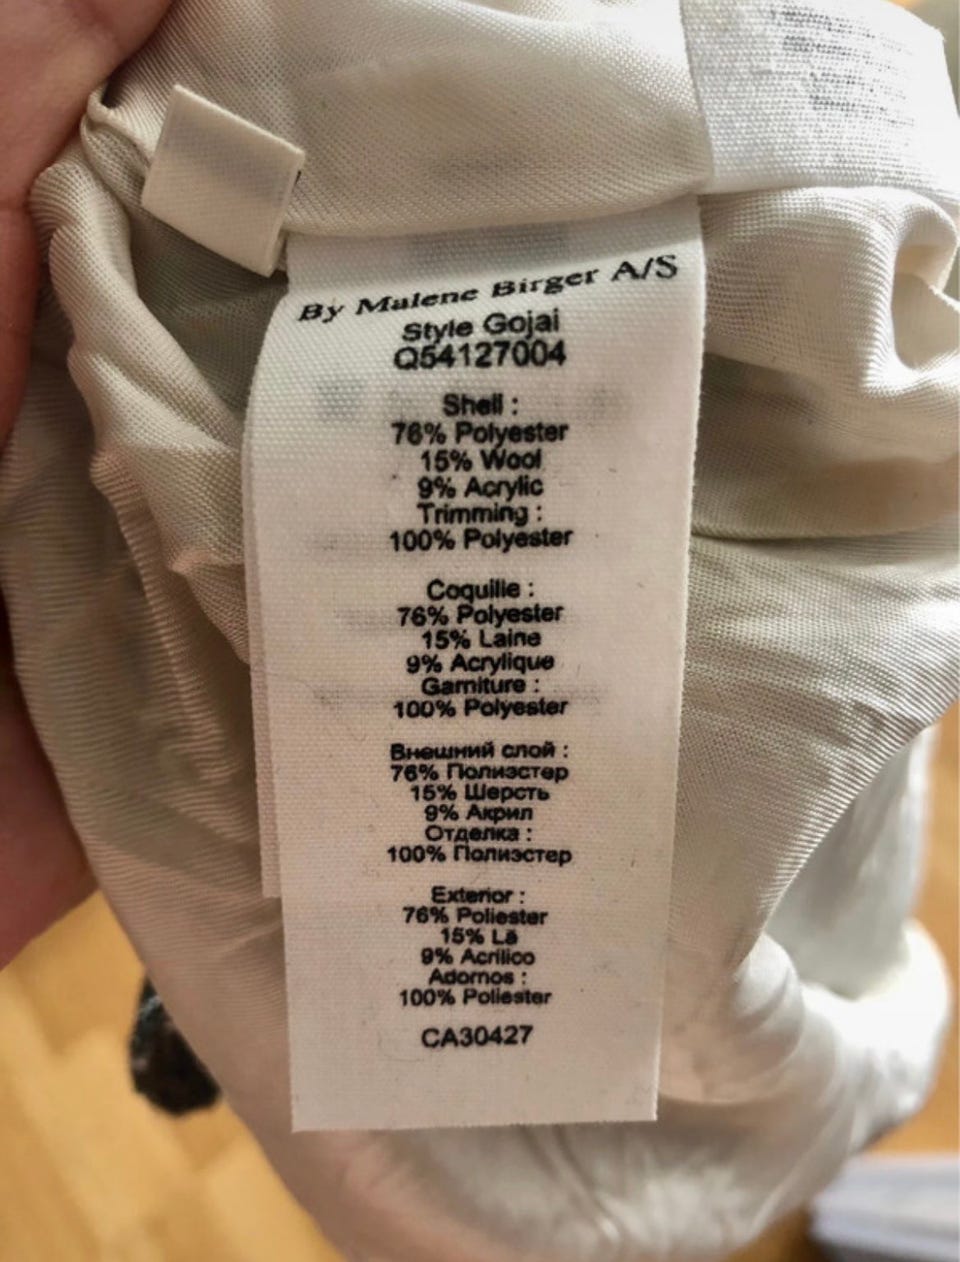 By Malene Birger A/S
Style Gojai
Q54127004
Shell :
76% Polyester
15% Wool
9% Acrylic
Trimming :
100% Polyester
Coquille :
76% Polyester
15% Laine
9% Acrylique
Garniture :
100% Polyester
Внешний слой :
76% Полиэстер
15% Шерсть
9% Акрил
Отделка :
100% Полиэстер
Exterior :
76% Poliester
15% Lã
9% Acrílico
Adornos :
100% Poliester
CA30427